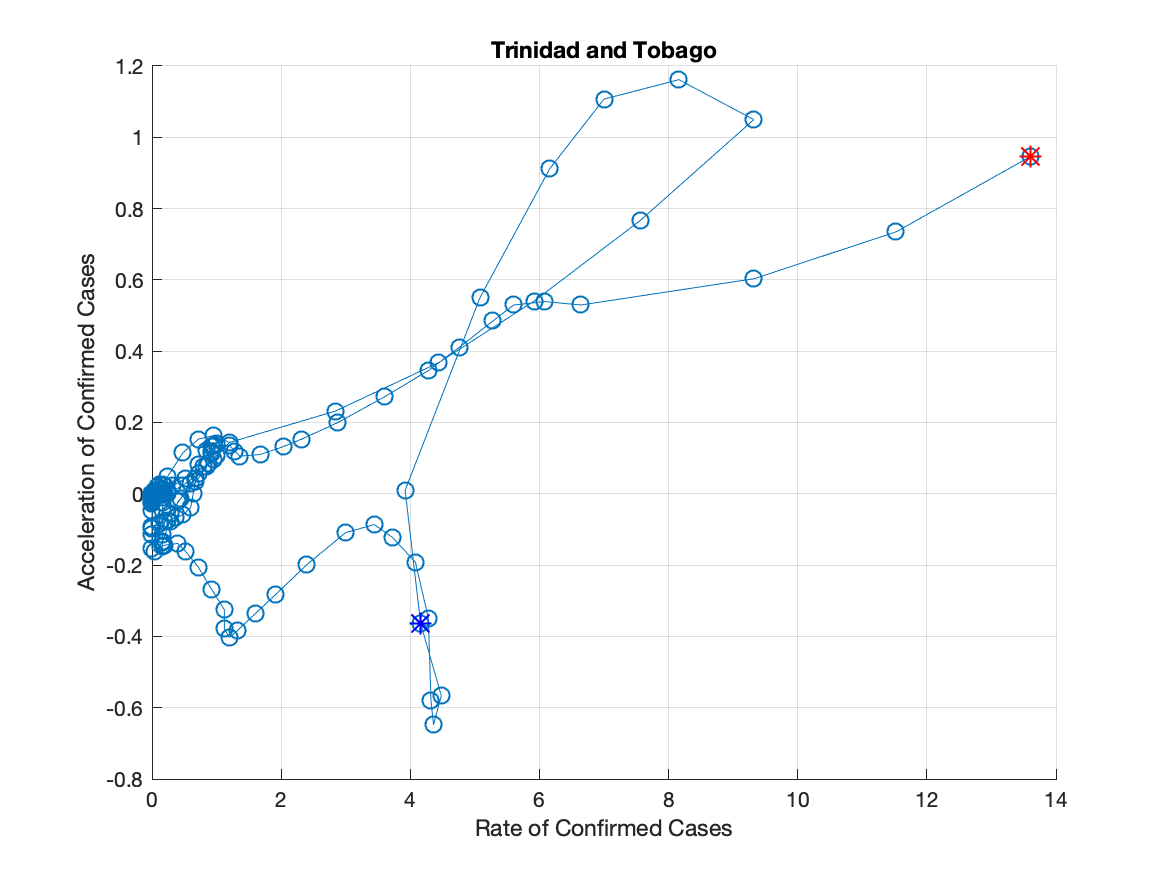 Trinidad and Tobago
1.2
1
0.8
0.6
0.4
0.2
0
-0.2
-0.4
-0.6
-0.8
Acceleration of Confirmed Cases
0 2 4 6 8 10 12 14
Rate of Confirmed Cases